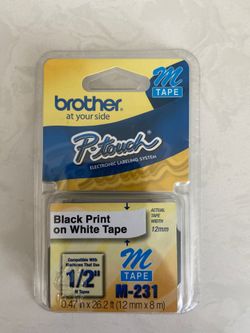 m
TAPE
brother
at your side
P-touch
ELECTRONIC LABELING SYSTEM
Black Print
on White Tape
ACTUAL
TAPE
WIDTH
12mm
Compatible With
Machines That Use
1/2"
M Tapes
m
TAPE
M-231
0.47 in x 26.2 ft (12 mm x 8 m)